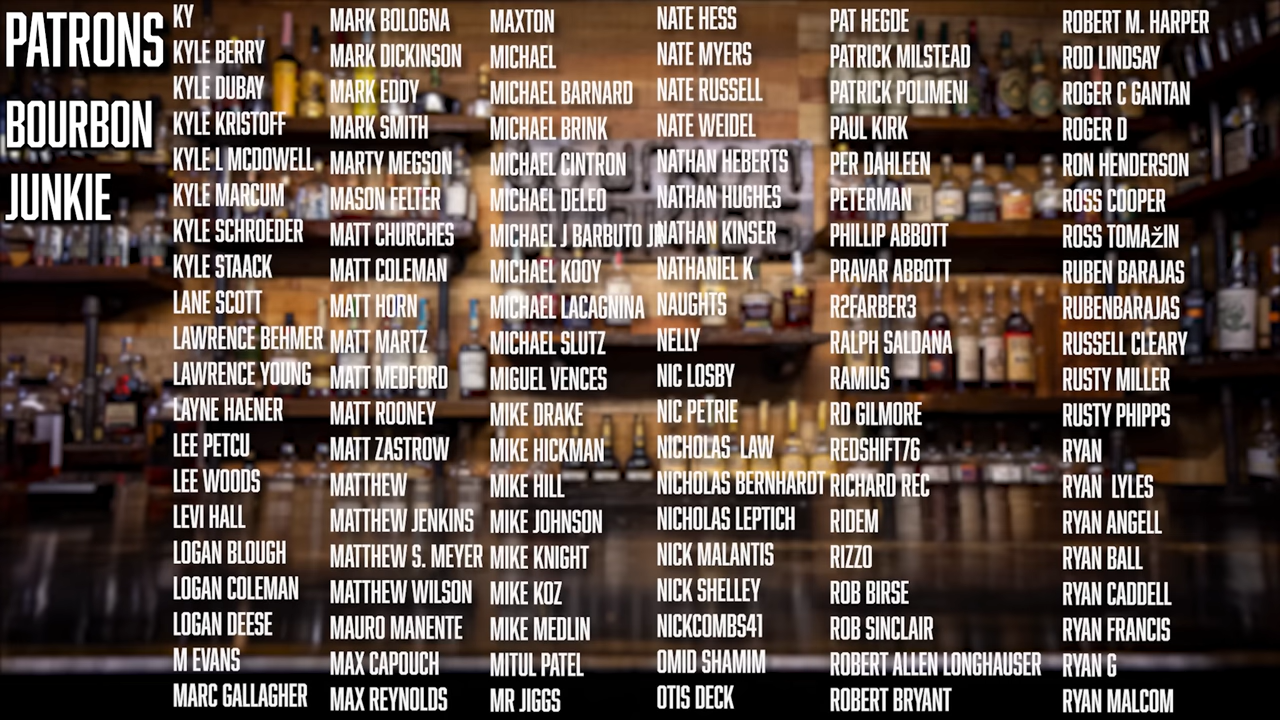 PATRONS
BOURBON
JUNKIE
KY
KYLE BERRY
KYLE DUBAY
KYLE KRISTOFF
KYLE L MCDOWELL
KYLE MARCUM
KYLE SCHROEDER
KYLE STAACK
LANE SCOTT
LAWRENCE BEHMER
LAWRENCE YOUNG
LAYNE HAENER
LEE PETCU
LEE WOODS
LEVI HALL
LOGAN BLOUGH
LOGAN COLEMAN
LOGAN DEESE
M EVANS
MARC GALLAGHER
MARK BOLOGNA
MARK DICKINSON
MARK EDDY
MARK SMITH
MARTY MEGSON
MASON FELTER
MATT CHURCHES
MATT COLEMAN
MATT HORN
MATT MARTZ
MATT MEDFORD
MATT ROONEY
MATT ZASTROW
MATTHEW
MATTHEW JENKINS
MATTHEW S. MEYER
MATTHEW WILSON
MAURO MANENTE
MAX CAPOUCH
MAX REYNOLDS
MAXTON
MICHAEL
MICHAEL BARNARD
MICHAEL BRINK
MICHAEL CINTRON
MICHAEL DELEO
MICHAEL J BARBUTO JR
MICHAEL KOOY
MICHAEL LACAGNINA
MICHAEL SLUTZ
MIGUEL VENCES
MIKE DRAKE
MIKE HICKMAN
MIKE HILL
MIKE JOHNSON
MIKE KNIGHT
MIKE KOZ
MIKE MEDLIN
MITUL PATEL
MR JIGGS
NATE HESS
NATE MYERS
NATE RUSSELL
NATE WEIDEL
NATHAN HEBERTS
NATHAN HUGHES
NATHAN KINSER
NATHANIEL K
NAUGHTS
NELLY
NIC LOSBY
NIC PETRIE
NICHOLAS  LAW
NICHOLAS BERNHARDT
NICHOLAS LEPTICH
NICK MALANTIS
NICK SHELLEY
NICKCOMBS41
OMID SHAMIM
OTIS DECK
PAT HEGDE
PATRICK MILSTEAD
PATRICK POLIMENI
PAUL KIRK
PER DAHLEEN
PETERMAN
PHILLIP ABBOTT
PRAVAR ABBOTT
R2FARBER3
RALPH SALDANA
RAMIUS
RD GILMORE
REDSHIFT76
RICHARD REC
RIDEM
RIZZO
ROB BIRSE
ROB SINCLAIR
ROBERT ALLEN LONGHAUSER
ROBERT BRYANT
ROBERT M. HARPER
ROD LINDSAY
ROGER C GANTAN
ROGER D
RON HENDERSON
ROSS COOPER
ROSS TOMAŽIN
RUBEN BARAJAS
RUBENBARAJAS
RUSSELL CLEARY
RUSTY MILLER
RUSTY PHIPPS
RYAN
RYAN  LYLES
RYAN ANGELL
RYAN BALL
RYAN CADDELL
RYAN FRANCIS
RYAN G
RYAN MALCOM